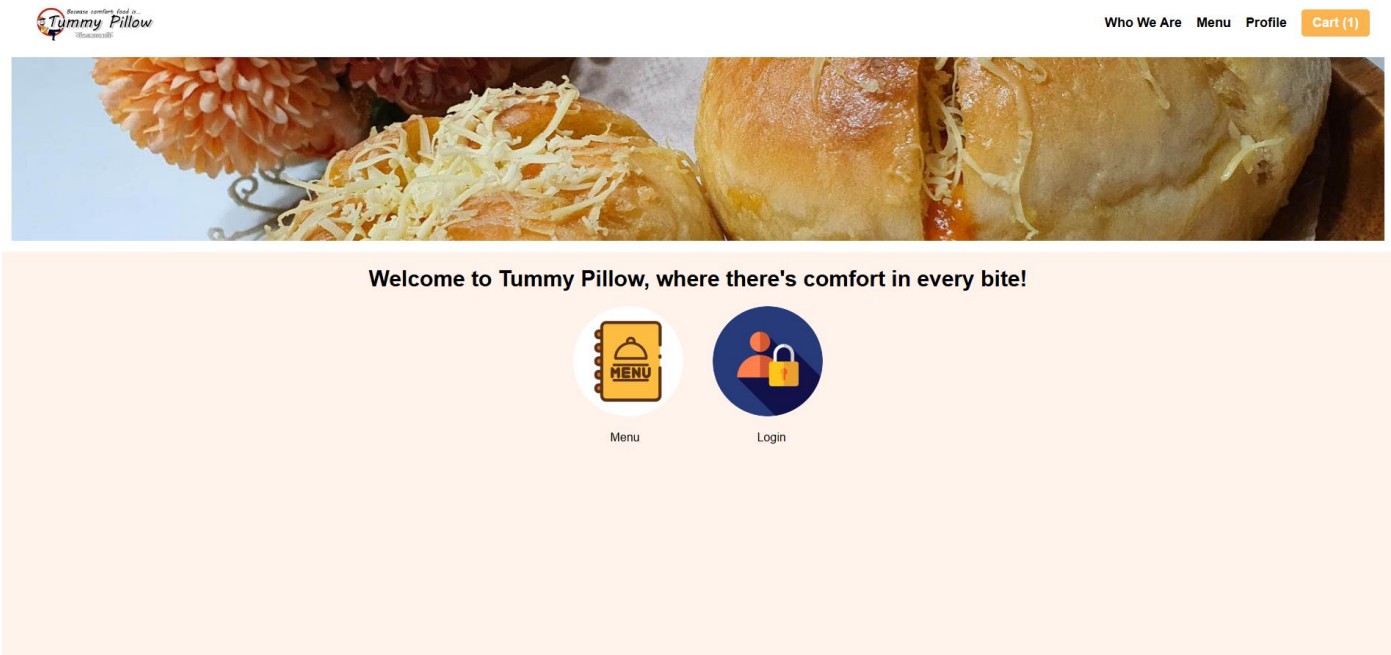 Because comfort food is...
Tummy Pillow
Who We Are
Menu
Profile
Cart (1)
Welcome to Tummy Pillow, where there's comfort in every bite!
MENU
Menu
Login